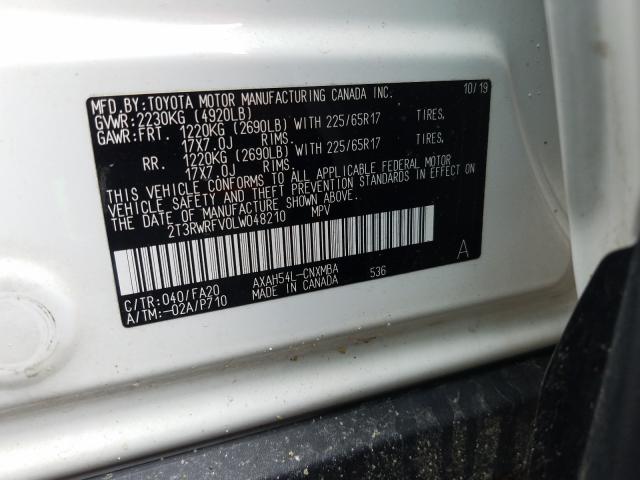 MFD.BY:TOYOTA MOTOR MANUFACTURING CANADA INC. 10/19
GVWR:2230KG (4920LB)
GAWR:FRT. 1220KG (2690LB) WITH 225/65R17 TIRES,
17X7.0J RIMS.
RR. 1220KG (2690LB) WITH 225/65R17 TIRES,
17X7.0J RIMS.
THIS VEHICLE CONFORMS TO ALL APPLICABLE FEDERAL MOTOR
VEHICLE SAFETY AND THEFT PREVENTION STANDARDS IN EFFECT ON
THE DATE OF MANUFACTURE SHOWN ABOVE.
2T3RWRFV0LW048210 MPV
A
C/TR:040/FA20 AXAH54L-CNXMBA 536
A/TM:-02A/P710 MADE IN CANADA